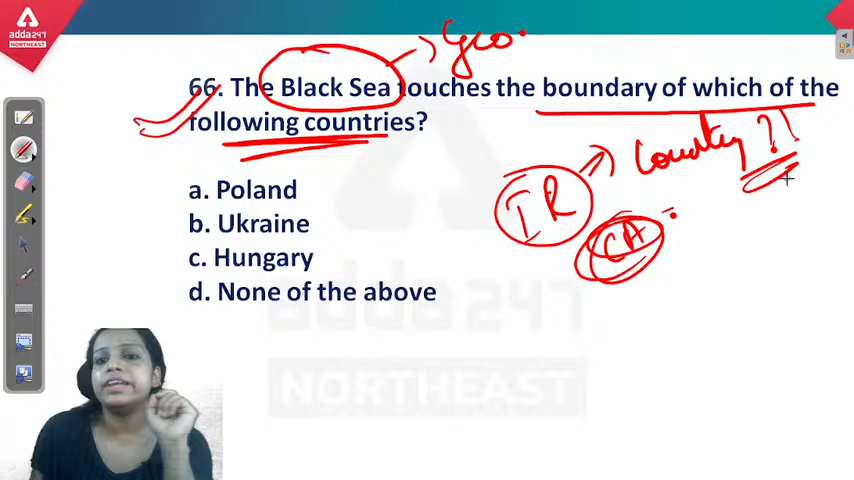 adda247
NORTHEAST
Geo.
66. The Black Sea touches the boundary of which of the
following countries?
IR
Country ??
CA
a. Poland
b. Ukraine
c. Hungary
d. None of the above
adda247
NORTHEAST